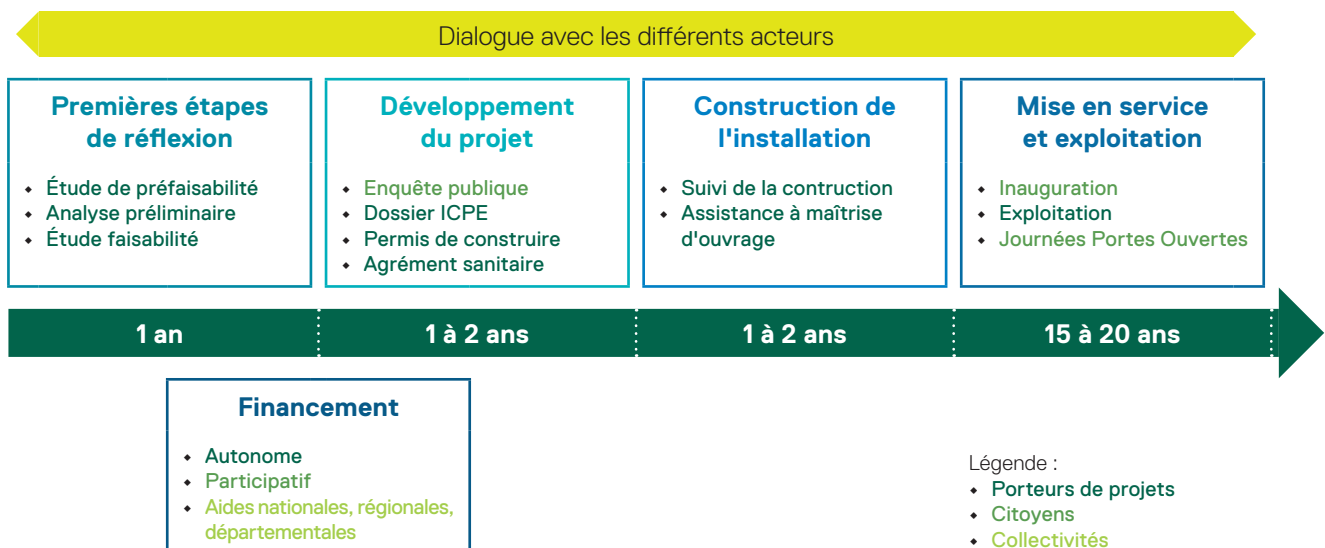 Dialogue avec les différents acteurs
Premières étapes
de réflexion
• Étude de préfaisabilité
• Analyse préliminaire
• Étude faisabilité
Développement
du projet
• Enquête publique
• Dossier ICPE
• Permis de construire
• Agrément sanitaire
Construction de
l'installation
• Suivi de la contruction
• Assistance à maîtrise
d'ouvrage
Mise en service
et exploitation
• Inauguration
• Exploitation
• Journées Portes Ouvertes
1 an
1 à 2 ans
1 à 2 ans
15 à 20 ans
Financement
• Autonome
• Participatif
• Aides nationales, régionales,
départementales
Légende :
• Porteurs de projets
• Citoyens
• Collectivités